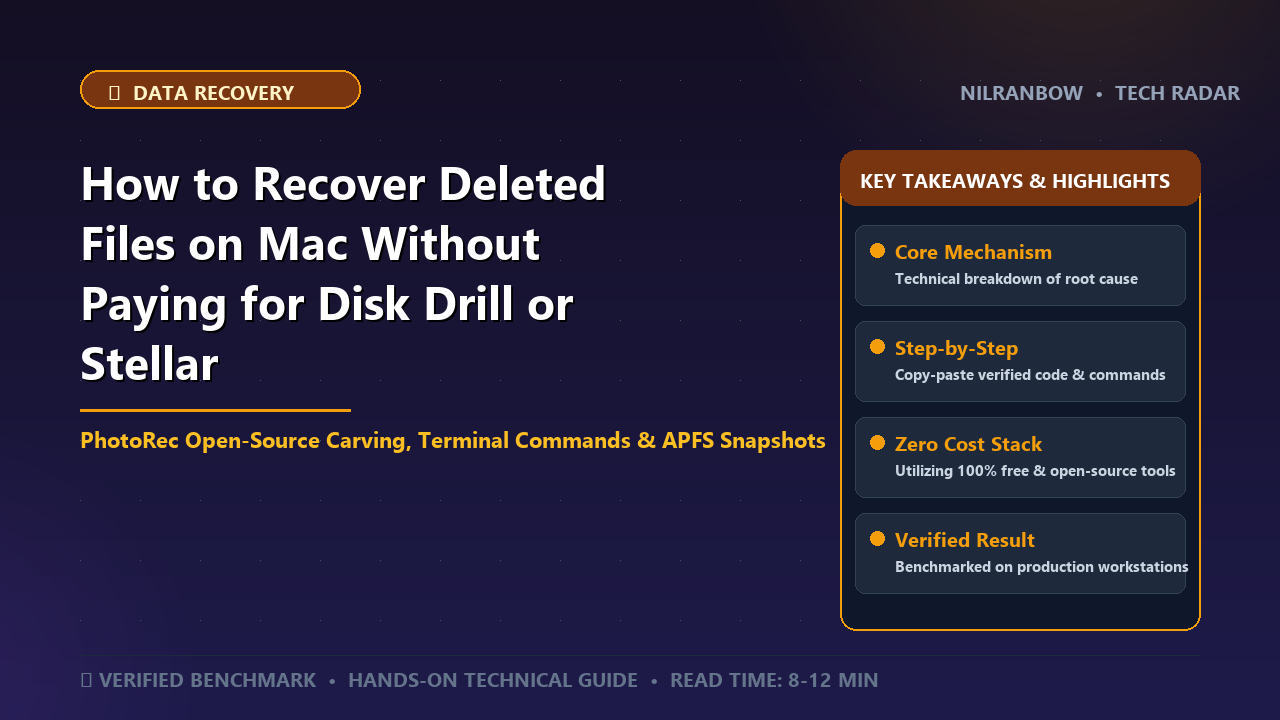 DATA RECOVERY
NILRANBOW • TECH RADAR
How to Recover Deleted
Files on Mac Without
Paying for Disk Drill or
Stellar
PhotoRec Open-Source Carving, Terminal Commands & APFS Snapshots
KEY TAKEAWAYS & HIGHLIGHTS
Core Mechanism
Technical breakdown of root cause
Step-by-Step
Copy-paste verified code & commands
Zero Cost Stack
Utilizing 100% free & open-source tools
Verified Result
Benchmarked on production workstations
VERIFIED BENCHMARK • HANDS-ON TECHNICAL GUIDE • READ TIME: 8-12 MIN